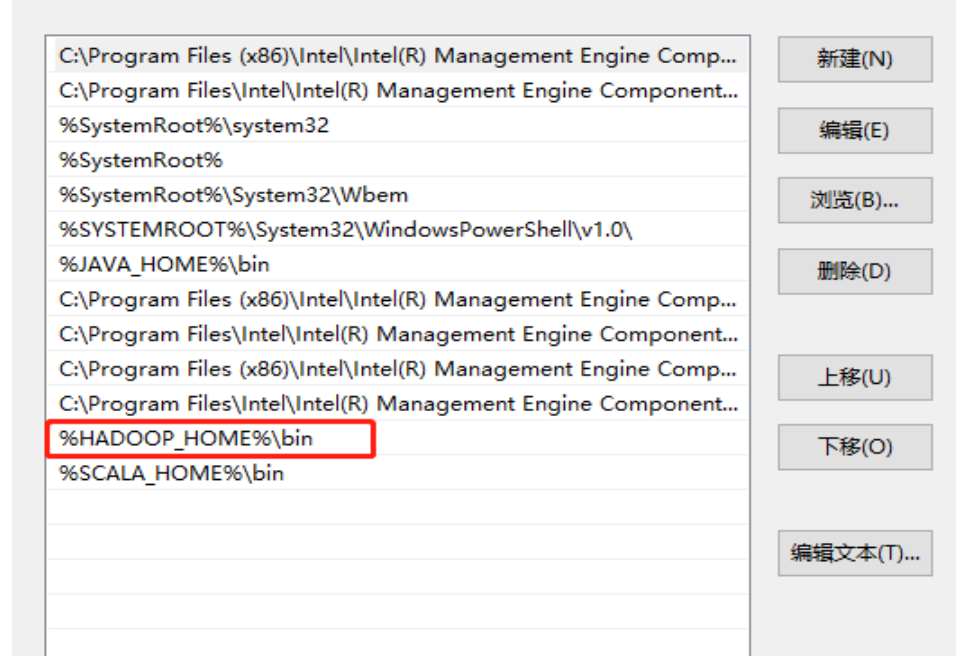 C:\Program Files (x86)\Intel\Intel(R) Management Engine Comp...
C:\Program Files\Intel\Intel(R) Management Engine Component...
%SystemRoot%\system32
%SystemRoot%
%SystemRoot%\System32\Wbem
%SYSTEMROOT%\System32\WindowsPowerShell\v1.0\
%JAVA_HOME%\bin
C:\Program Files (x86)\Intel\Intel(R) Management Engine Comp...
C:\Program Files\Intel\Intel(R) Management Engine Component...
C:\Program Files (x86)\Intel\Intel(R) Management Engine Comp...
C:\Program Files\Intel\Intel(R) Management Engine Component...
%HADOOP_HOME%\bin
%SCALA_HOME%\bin
新建(N)
编辑(E)
浏览(B)...
删除(D)
上移(U)
下移(O)
编辑文本(T)...